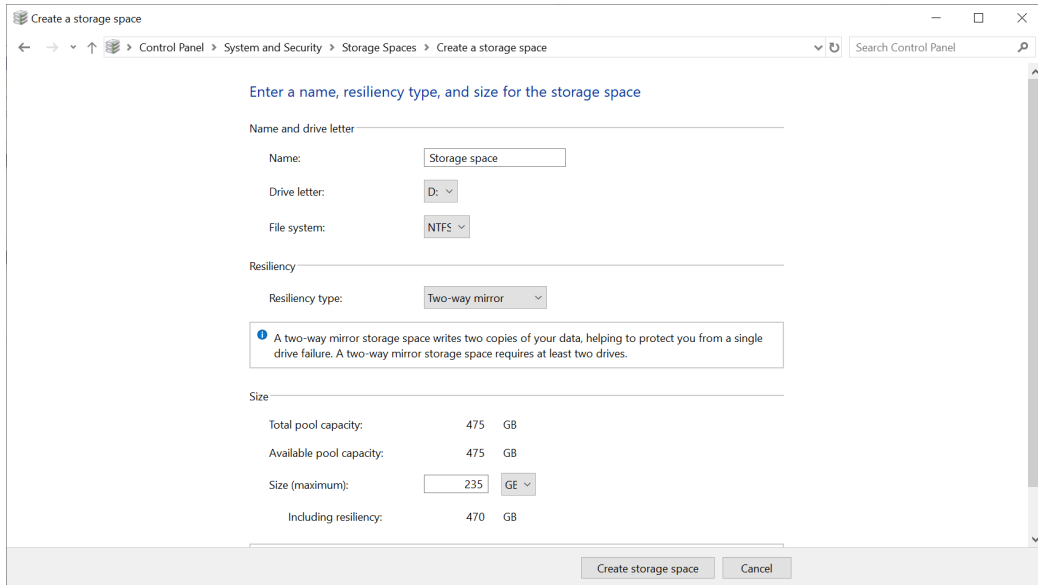 Create a storage space
Control Panel > System and Security > Storage Spaces > Create a storage space
Search Control Panel
Enter a name, resiliency type, and size for the storage space
Name and drive letter
Name: Storage space
Drive letter: D:
File system: NTFS
Resiliency
Resiliency type: Two-way mirror
A two-way mirror storage space writes two copies of your data, helping to protect you from a single
drive failure. A two-way mirror storage space requires at least two drives.
Size
Total pool capacity: 475 GB
Available pool capacity: 475 GB
Size (maximum): 235 GB
Including resiliency: 470 GB
Create storage space Cancel